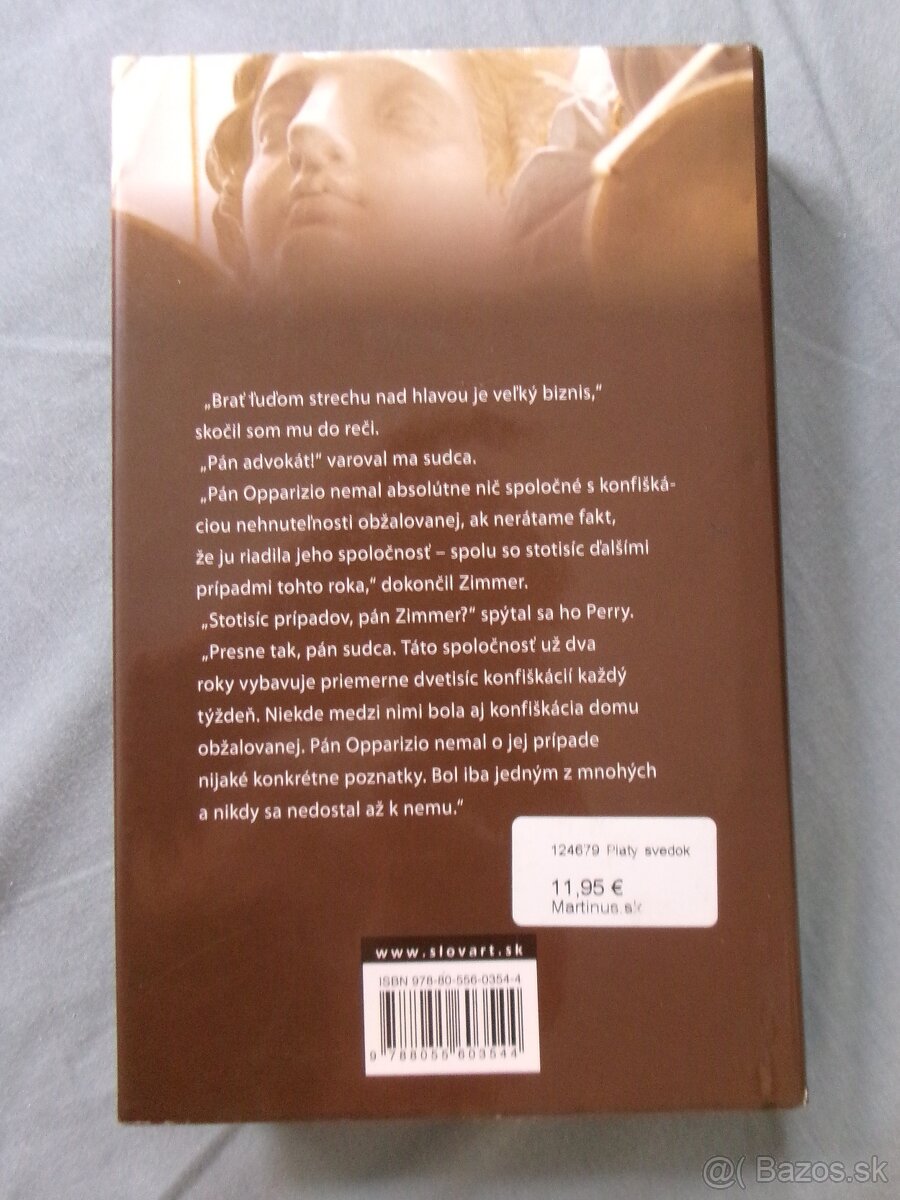 „Brať ľuďom strechu nad hlavou je veľký biznis,“
skočil som mu do reči.
„Pán advokát!“ varoval ma sudca.
„Pán Opparizio nemal absolútne nič spoločné s konfišká-
ciou nehnuteľnosti obžalovanej, ak nerátame fakt,
že ju riadila jeho spoločnosť – spolu so stotisíc ďalšími
prípadmi tohto roka,“ dokončil Zimmer.
„Stotisíc prípadov, pán Zimmer?“ spýtal sa ho Perry.
„Presne tak, pán sudca. Táto spoločnosť už dva
roky vybavuje priemerne dvetisíc konfiškácií každý
týždeň. Niekde medzi nimi bola aj konfiškácia domu
obžalovanej. Pán Opparizio nemal o jej prípade
nijaké konkrétne poznatky. Bol iba jedným z mnohých
a nikdy sa nedostal až k nemu.“
124679 Piaty svedok
11,95 €
Martinus.sk
www.slovart.sk
ISBN 978-80-556-0354-4
9 788055 603544
@( Bazos.sk